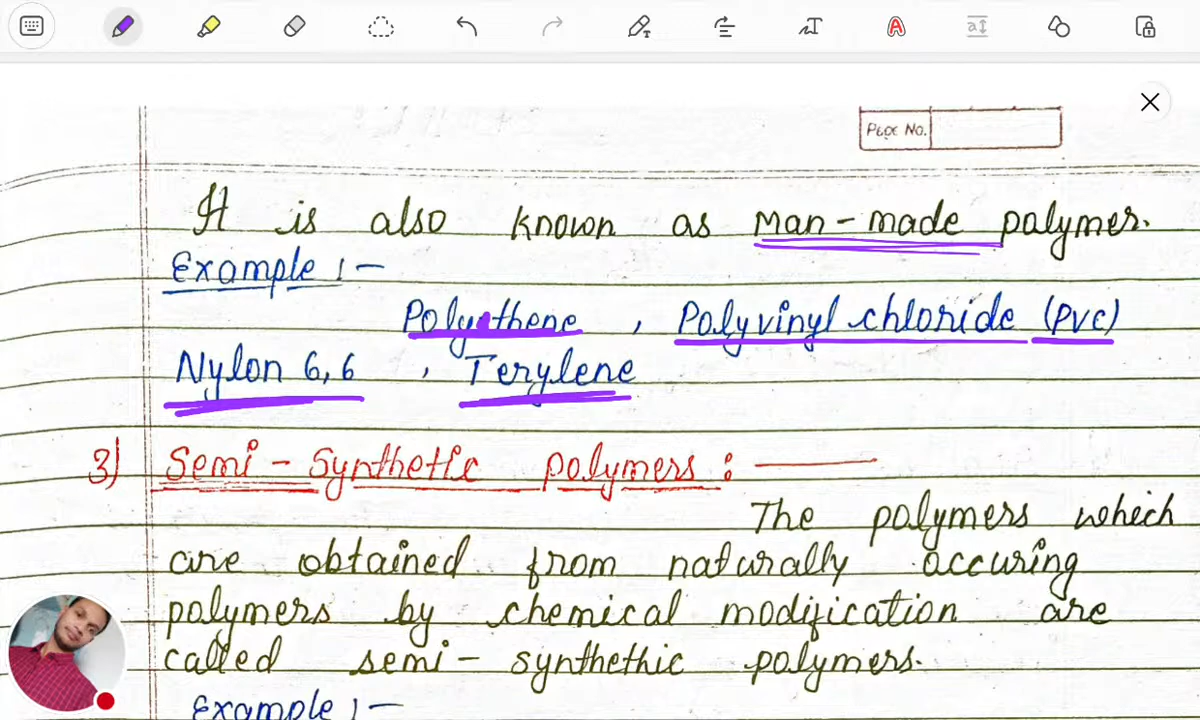 PAGE NO.
It is also known as Man-made polymer.
Example :-
Polythene , Polyvinyl chloride (PVC)
Nylon 6,6 , Terylene
3) Semi - Synthetic polymers : —
The polymers which
are obtained from naturally accuring
polymers by chemical modification are
called semi - synthethic polymers.
Example :-